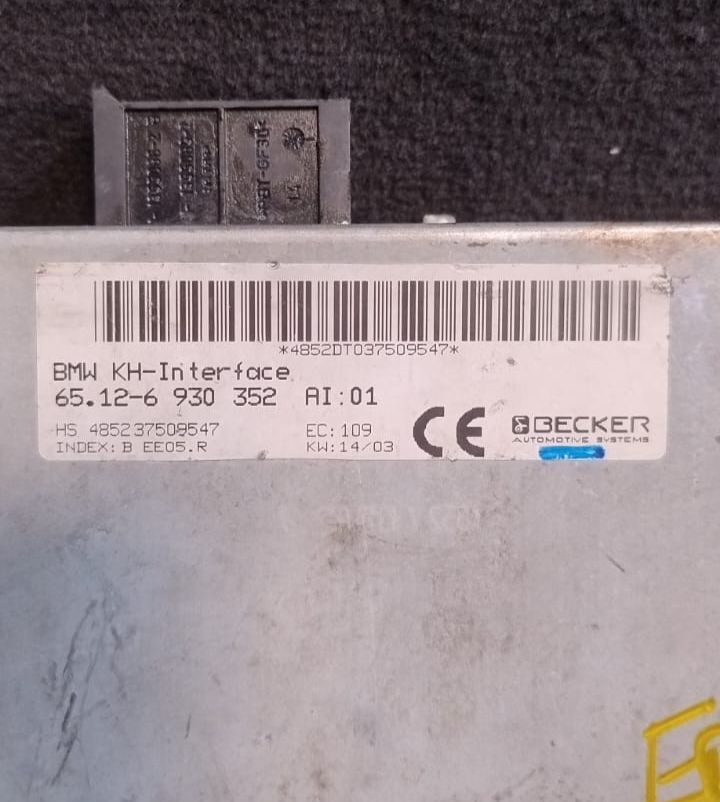 *4852DT037509547*
BMW KH-Interface
65.12-6 930 352 AI:01
HS 485237509547 EC: 109
INDEX: B EE05.R KW: 14/03
CE
BECKER
AUTOMOTIVE SYSTEMS